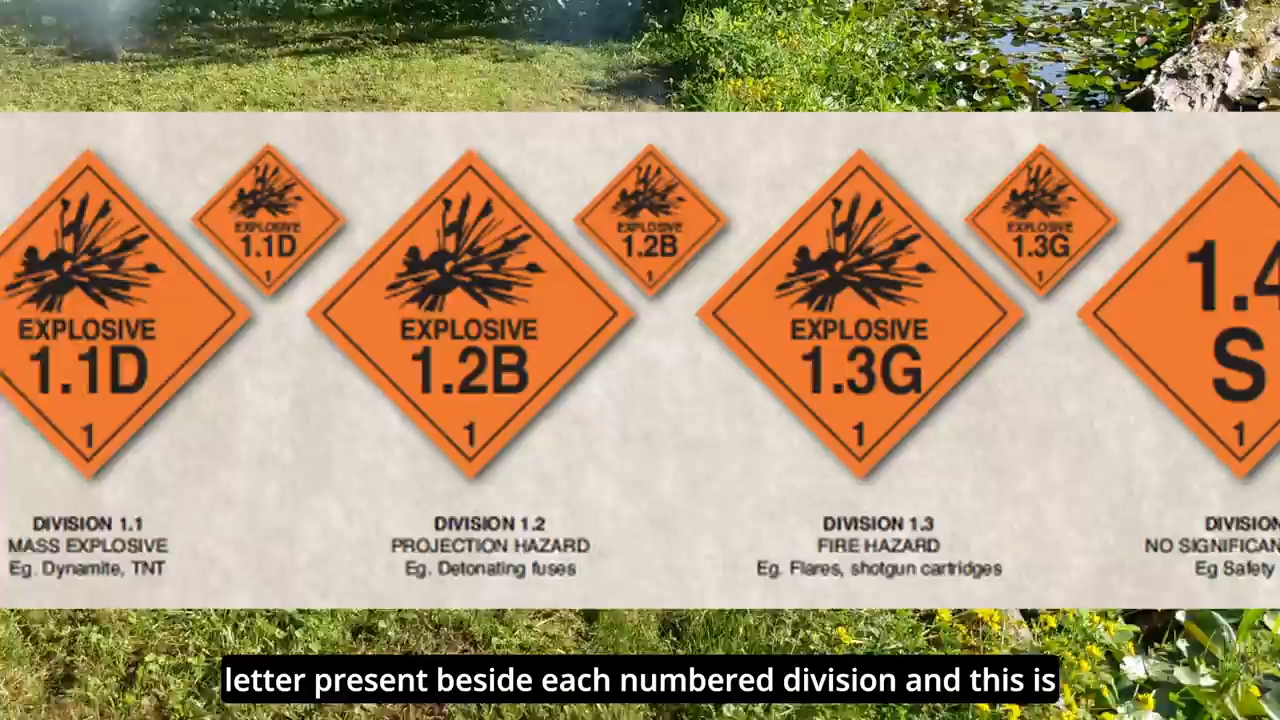 EXPLOSIVE
1.1D
1
EXPLOSIVE
1.1D
1
EXPLOSIVE
1.2B
1
EXPLOSIVE
1.2B
1
EXPLOSIVE
1.3G
1
EXPLOSIVE
1.3G
1
1.4
S
1
DIVISION 1.1
MASS EXPLOSIVE
Eg. Dynamite, TNT
DIVISION 1.2
PROJECTION HAZARD
Eg. Detonating fuses
DIVISION 1.3
FIRE HAZARD
Eg. Flares, shotgun cartridges
DIVISION
NO SIGNIFICAN
Eg Safety
letter present beside each numbered division and this is